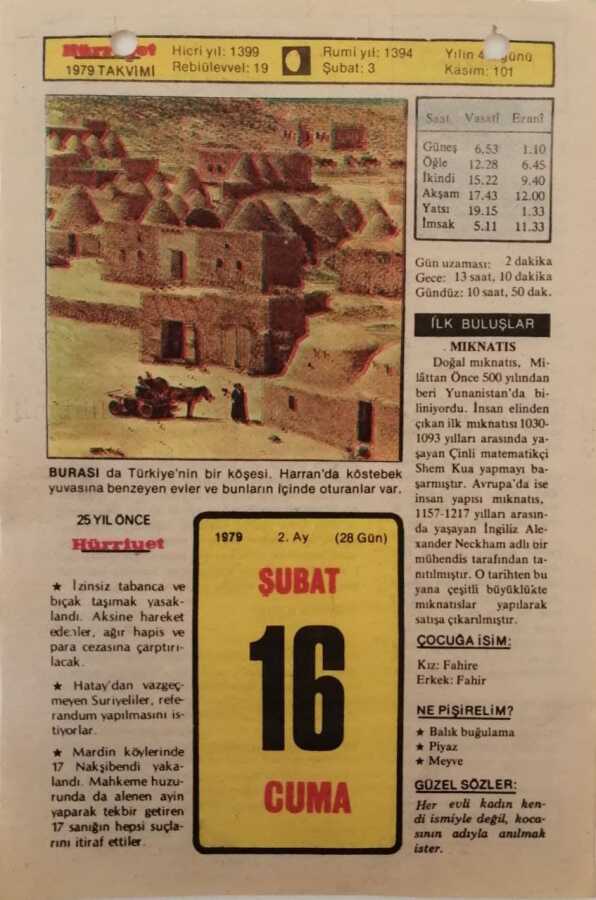 Hürriyet
1979 TAKVİMİ
Hicri yıl: 1399
Rebiülevvel: 19
Rumi yıl: 1394
Şubat: 3
Yılın günü
Kasım: 101
Saat Vasatî Ezanî
Güneş 6.53 1.10
Öğle 12.28 6.45
İkindi 15.22 9.40
Akşam 17.43 12.00
Yatsı 19.15 1.33
İmsak 5.11 11.33
Gün uzaması: 2 dakika
Gece: 13 saat, 10 dakika
Gündüz: 10 saat, 50 dak.
İLK BULUŞLAR
MIKNATIS
Doğal mıknatıs, Mi-
lâttan Önce 500 yılından
beri Yunanistan'da bi-
liniyordu. İnsan elinden
çıkan ilk mıknatısı 1030-
1093 yılları arasında ya-
şayan Çinli matematikçi
Shem Kua yapmayı ba-
şarmıştır. Avrupa'da ise
insan yapısı mıknatıs,
1157-1217 yılları arasın-
da yaşayan İngiliz Ale-
xander Neckham adlı bir
mühendis tarafından ta-
nıtılmıştır. O tarihten bu
yana çeşitli büyüklükte
mıknatıslar yapılarak
satışa çıkarılmıştır.
ÇOCUĞA İSİM:
Kız: Fahire
Erkek: Fahir
NE PİŞİRELİM?
★ Balık buğulama
★ Piyaz
★ Meyve
GÜZEL SÖZLER:
Her evli kadın ken-
di ismiyle değil, koca-
sının adıyla anılmak
ister.
BURASI da Türkiye'nin bir köşesi. Harran'da köstebek
yuvasına benzeyen evler ve bunların içinde oturanlar var.
25 YIL ÖNCE
Hürriyet
★ İzinsiz tabanca ve
bıçak taşımak yasak-
landı. Aksine hareket
edenler, ağır hapis ve
para cezasına çarptırı-
lacak.
★ Hatay'dan vazgeç-
meyen Suriyeliler, refe-
randum yapılmasını is-
tiyorlar.
★ Mardin köylerinde
17 Nakşibendi yaka-
landı. Mahkeme huzu-
runda da alenen ayin
yaparak tekbir getiren
17 sanığın hepsi suçla-
rını itiraf ettiler.
1979 2. Ay (28 Gün)
ŞUBAT
16
CUMA